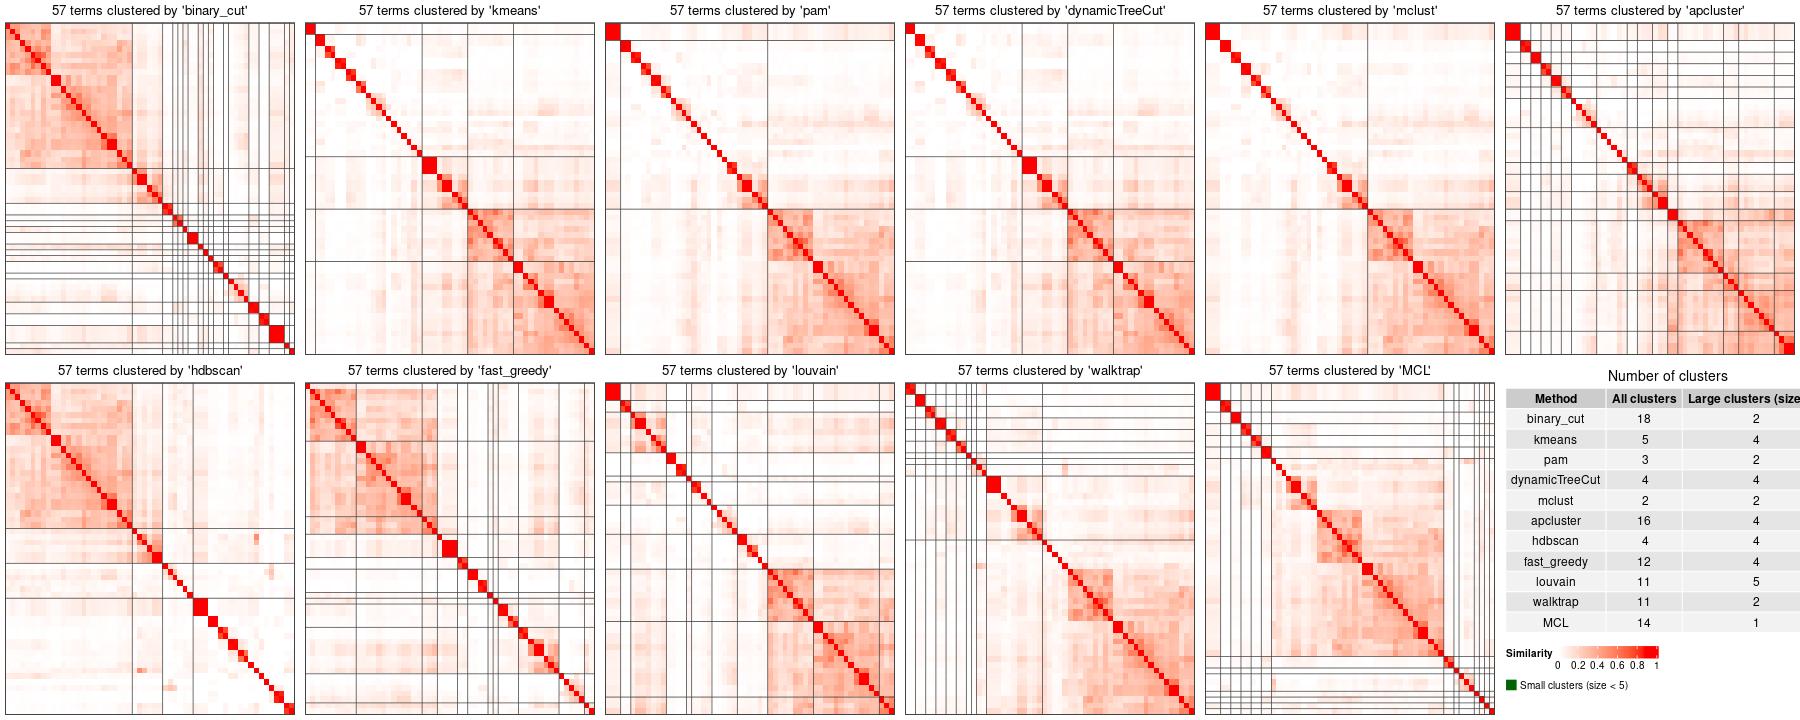 57 terms clustered by 'binary_cut'
57 terms clustered by 'kmeans'
57 terms clustered by 'pam'
57 terms clustered by 'dynamicTreeCut'
57 terms clustered by 'mclust'
57 terms clustered by 'apcluster'
57 terms clustered by 'hdbscan'
57 terms clustered by 'fast_greedy'
57 terms clustered by 'louvain'
57 terms clustered by 'walktrap'
57 terms clustered by 'MCL'
Number of clusters
Method All clusters Large clusters (size
binary_cut 18 2
kmeans 5 4
pam 3 2
dynamicTreeCut 4 4
mclust 2 2
apcluster 16 4
hdbscan 4 4
fast_greedy 12 4
louvain 11 5
walktrap 11 2
MCL 14 1
Similarity
0 0.2 0.4 0.6 0.8 1
Small clusters (size < 5)